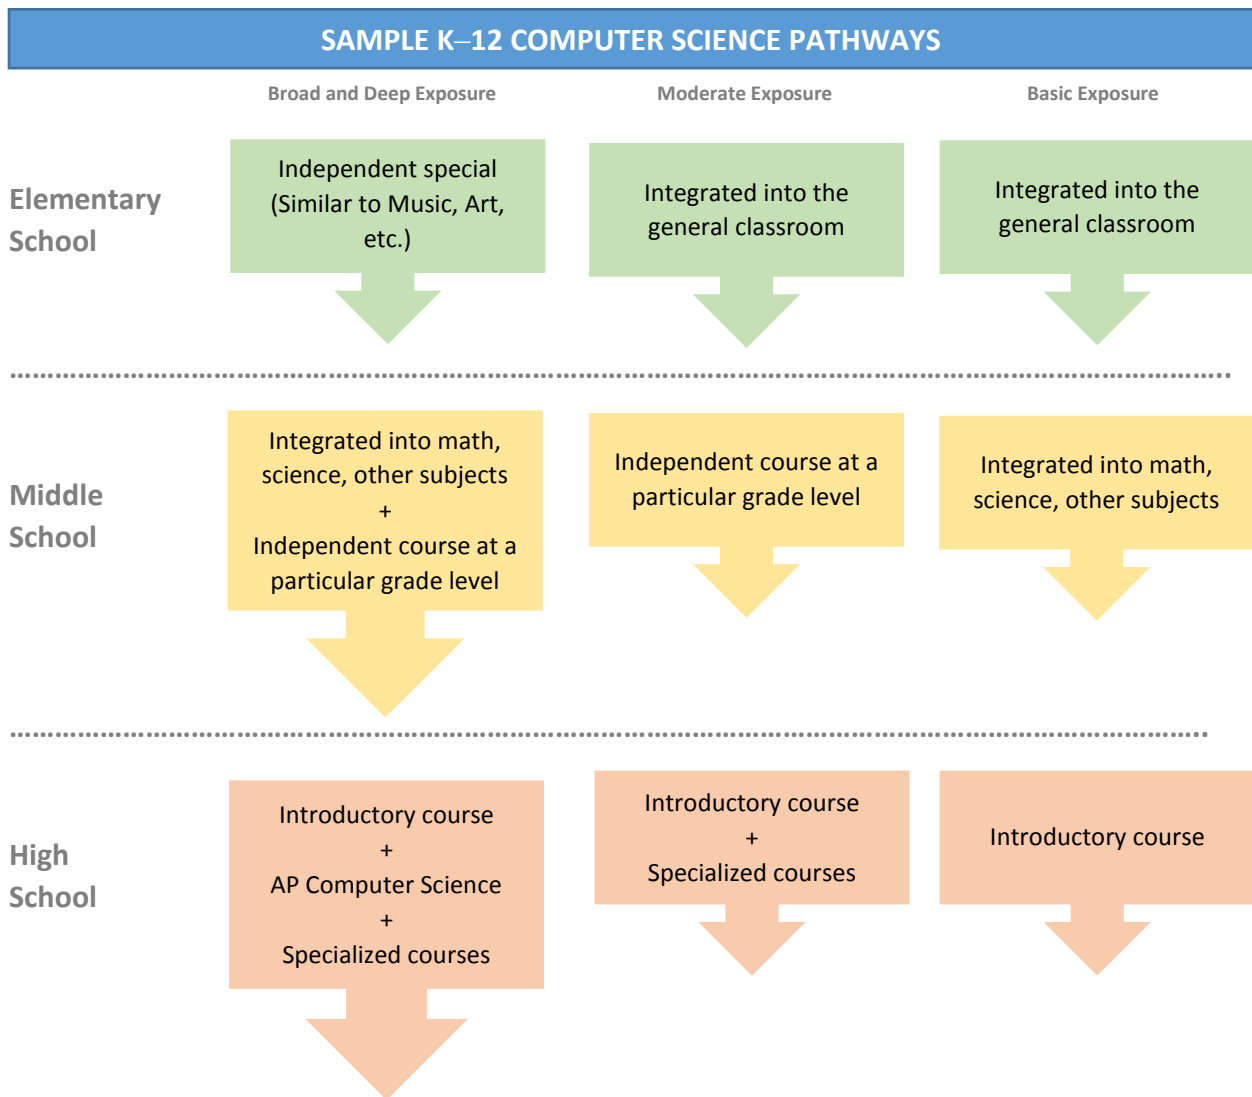 SAMPLE K–12 COMPUTER SCIENCE PATHWAYS
Broad and Deep Exposure
Moderate Exposure
Basic Exposure
Elementary
School
Independent special
(Similar to Music, Art,
etc.)
Integrated into the
general classroom
Integrated into the
general classroom
Middle
School
Integrated into math,
science, other subjects
+
Independent course at a
particular grade level
Independent course at a
particular grade level
Integrated into math,
science, other subjects
High
School
Introductory course
+
AP Computer Science
+
Specialized courses
Introductory course
+
Specialized courses
Introductory course